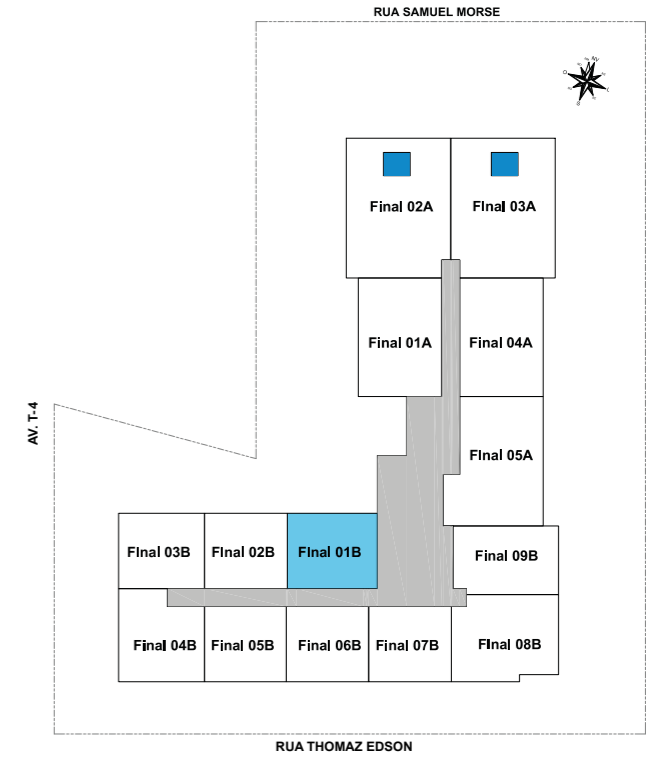 RUA SAMUEL MORSE
Final 02A
Final 03A
Final 01A
Final 04A
AV. T-4
Final 05A
Final 03B
Final 02B
Final 01B
Final 09B
Final 04B
Final 05B
Final 06B
Final 07B
Final 08B
RUA THOMAZ EDSON